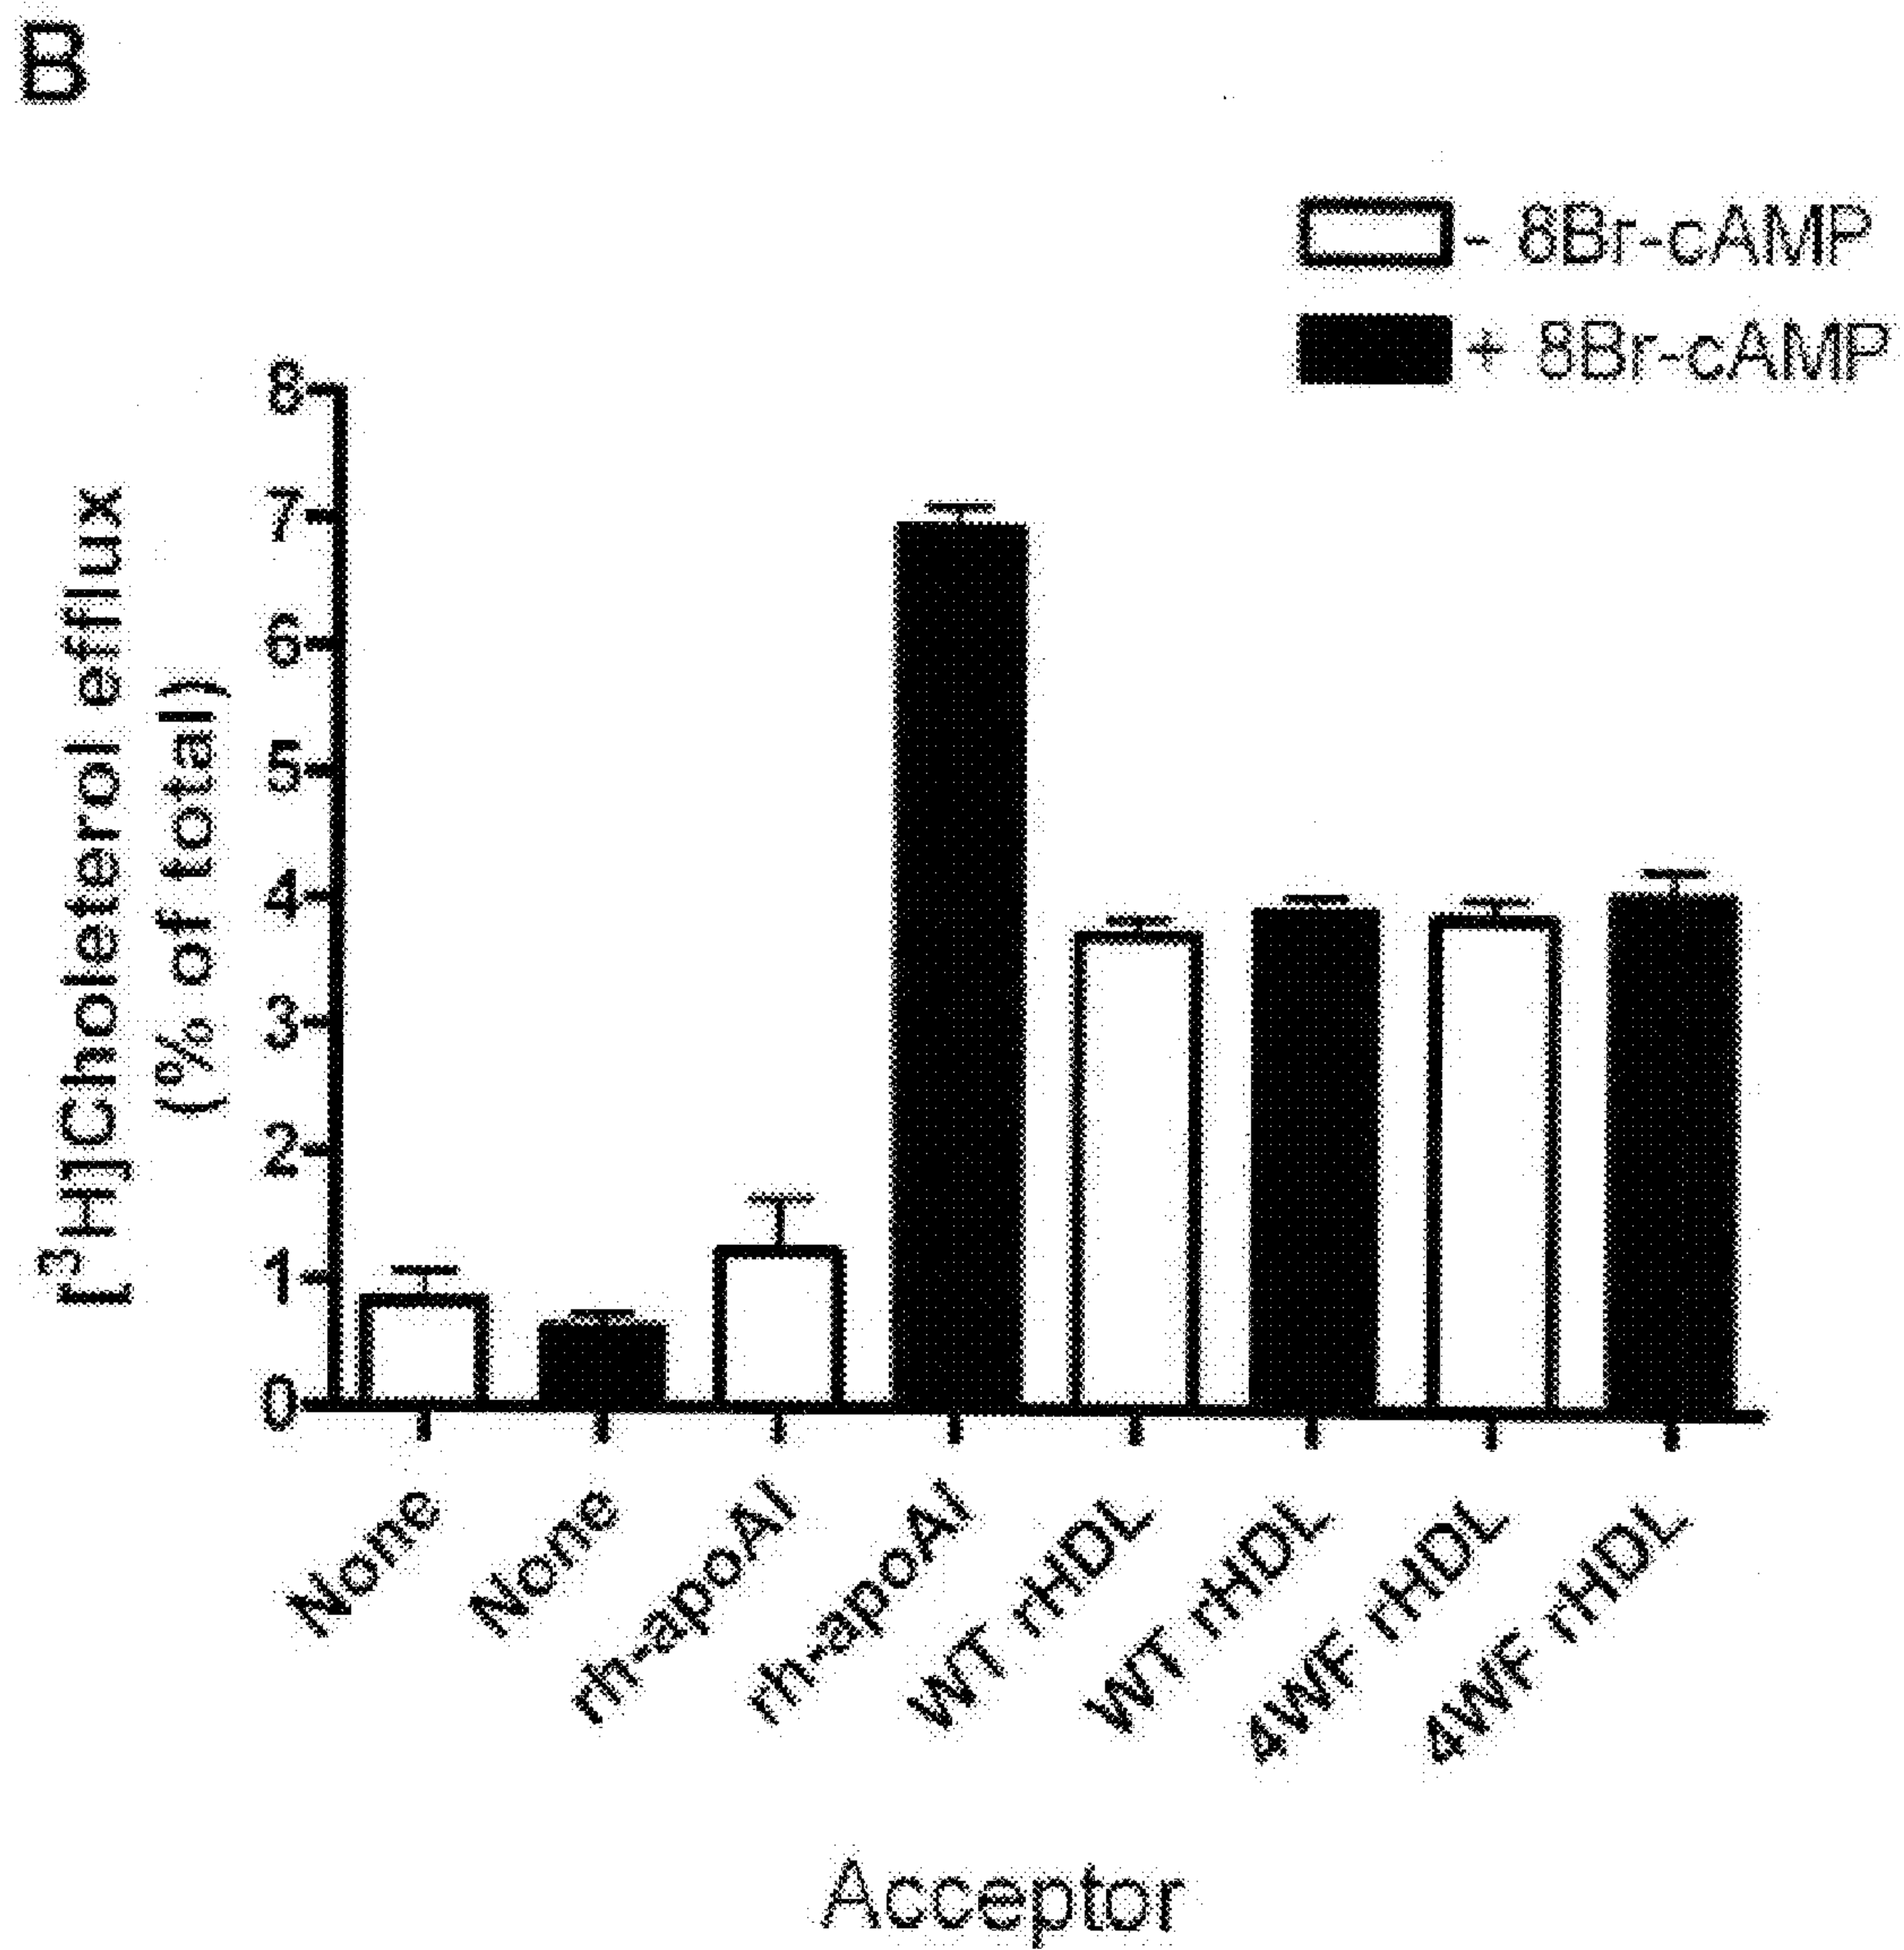 B
- 8Br-cAMP
+ 8Br-cAMP
[³H]Choleterol efflux
(% of total)
8
7
6
5
4
3
2
1
0
None
None
rh-apoAI
rh-apoAI
WT rHDL
WT rHDL
4WF rHDL
4WF rHDL
Acceptor